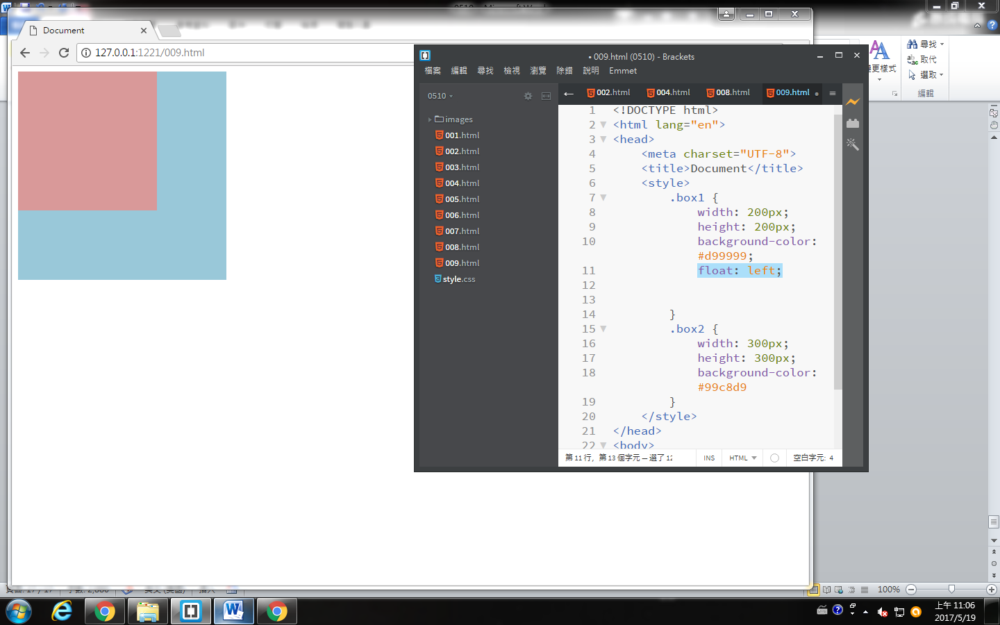 Document
127.0.0.1:1221/009.html
• 009.html (0510) - Brackets
檔案 編輯 尋找 檢視 瀏覽 除錯 說明 Emmet
0510
images
001.html
002.html
003.html
004.html
005.html
006.html
007.html
008.html
009.html
style.css
002.html 004.html 008.html 009.html
1 <!DOCTYPE html>
2 <html lang="en">
3 <head>
4 <meta charset="UTF-8">
5 <title>Document</title>
6 <style>
7 .box1 {
8 width: 200px;
9 height: 200px;
10 background-color:
#d99999;
11 float: left;
12
13
14 }
15 .box2 {
16 width: 300px;
17 height: 300px;
18 background-color:
#99c8d9
19 }
20 </style>
21 </head>
22 <body>
第 11 行，第 13 個字元 — 選了 12
INS HTML 空白字元: 4
尋找
取代
選取
編輯
更樣式
100%
上午 11:06
2017/5/19